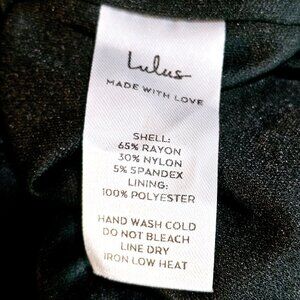 Lulus
MADE WITH LOVE
SHELL:
65% RAYON
30% NYLON
5% SPANDEX
LINING:
100% POLYESTER
HAND WASH COLD
DO NOT BLEACH
LINE DRY
IRON LOW HEAT